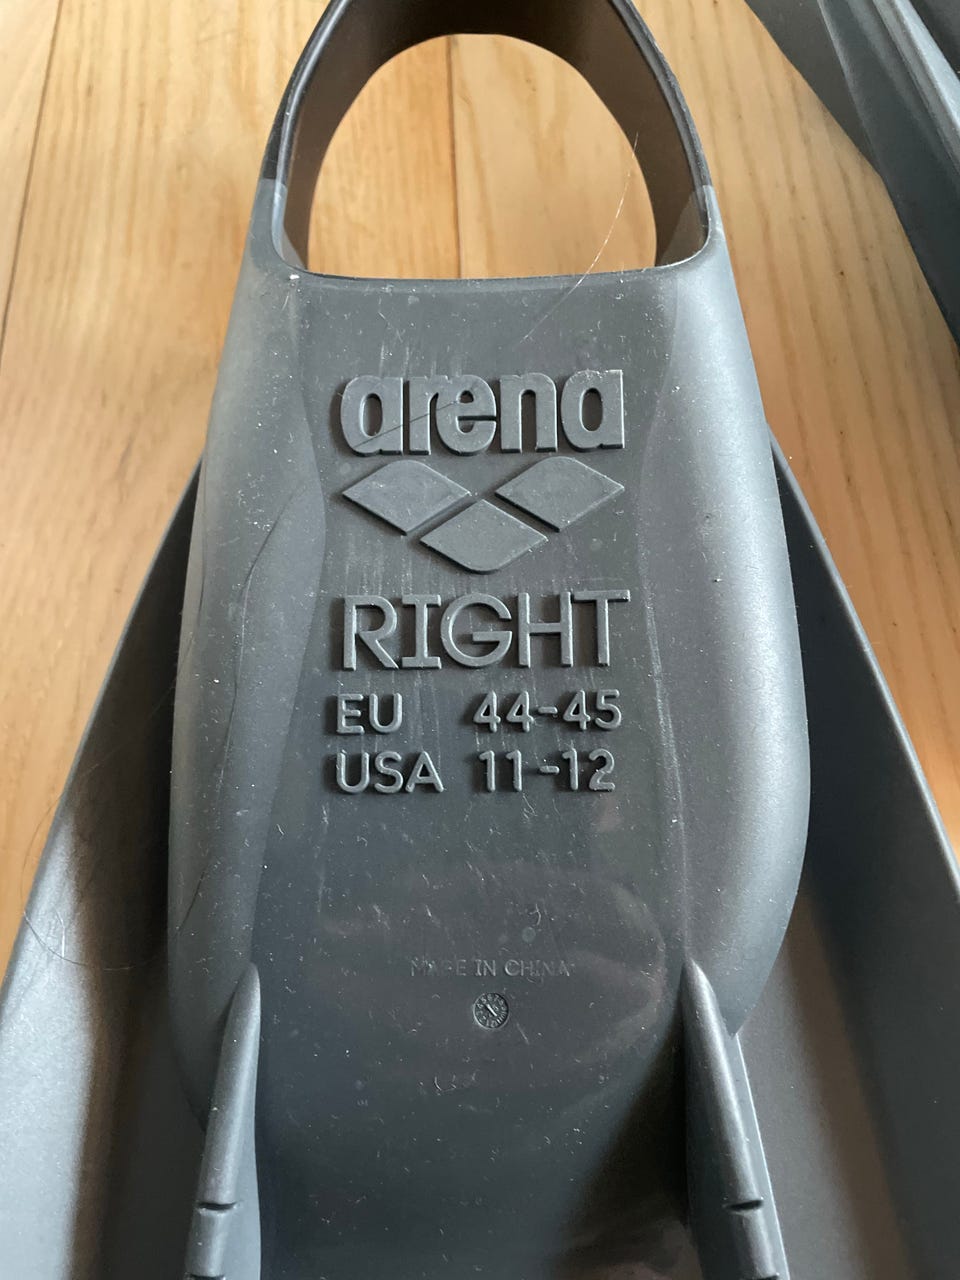 arena
RIGHT
EU 44-45
USA 11-12
MADE IN CHINA